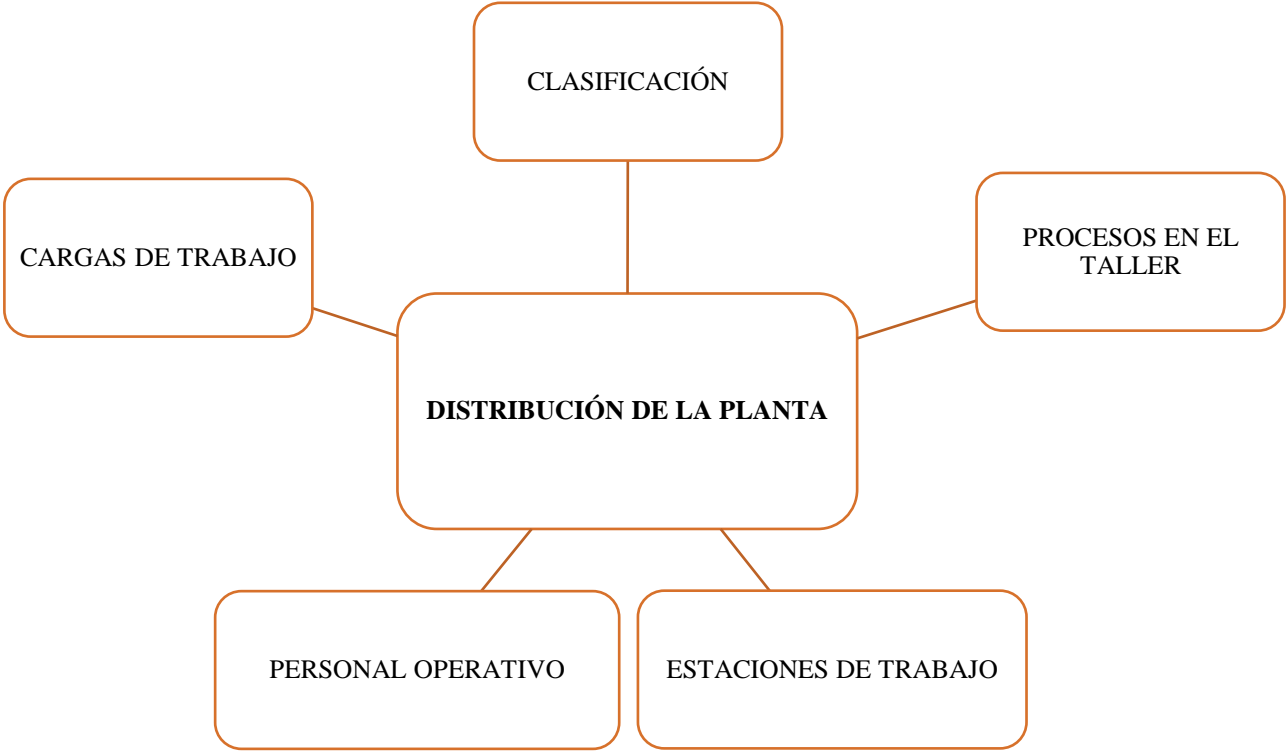 CLASIFICACIÓN
CARGAS DE TRABAJO
PROCESOS EN EL
TALLER
DISTRIBUCIÓN DE LA PLANTA
PERSONAL OPERATIVO
ESTACIONES DE TRABAJO